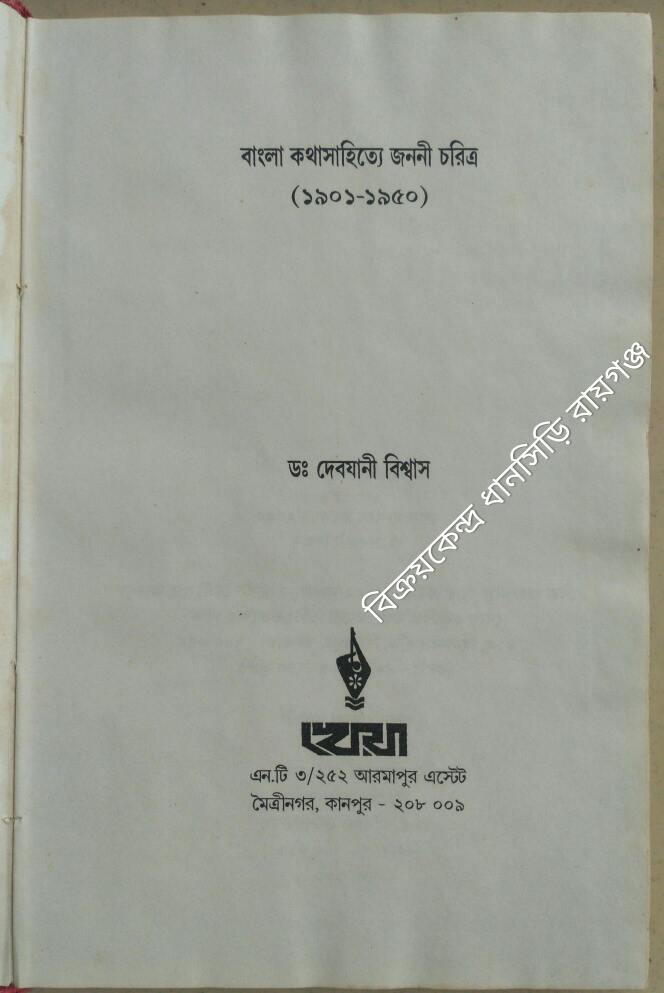 বাংলা কথাসাহিত্যে জননী চরিত্র
(১৯০১-১৯৫০)
ডঃ দেবযানী বিশ্বাস
বিক্রয়কেন্দ্র ধানসিড়ি রায়গঞ্জ
খেয়া
এন.টি ৩/২৫২ আরমাপুর এস্টেট
মৈত্রীনগর, কানপুর - ২০৮ ০০৯